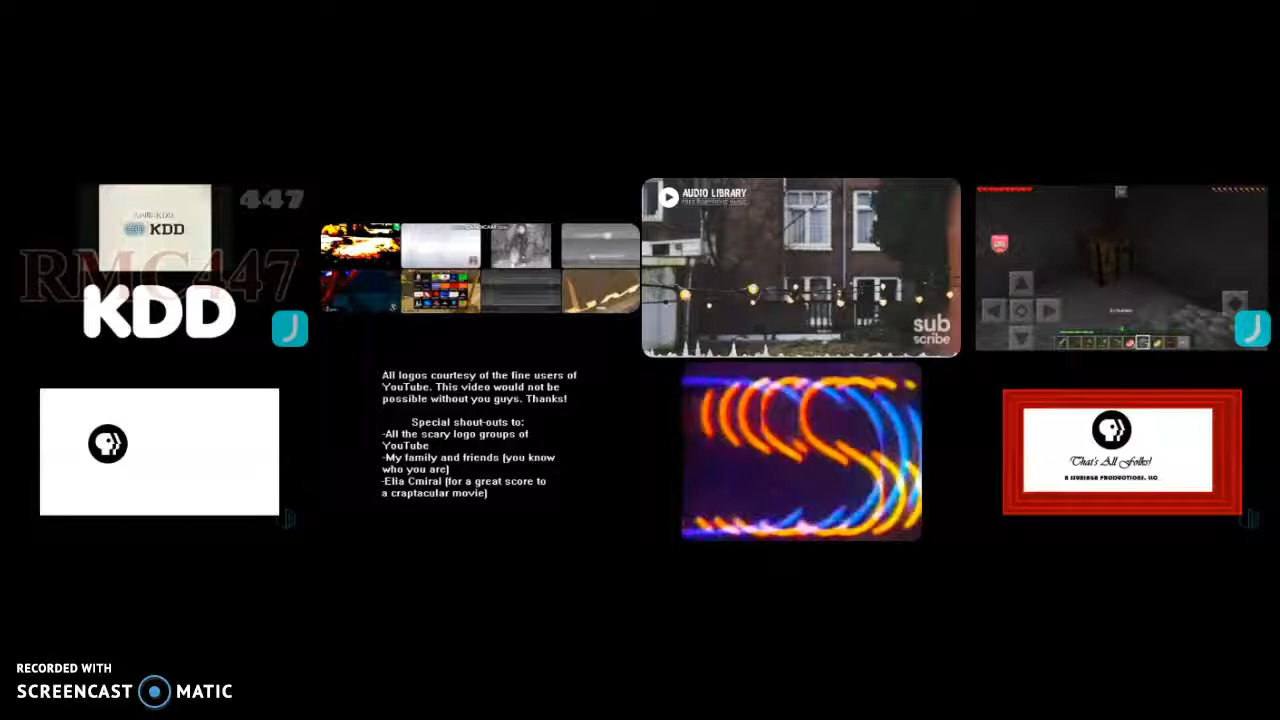 447
KDD
RMC447
KDD
AUDIO LIBRARY
sub
scribe
All logos courtesy of the fine users of
YouTube. This video would not be
possible without you guys. Thanks!
Special shout-outs to:
-All the scary logo groups of
YouTube
-My family and friends (you know
who you are)
-Elia Cmiral (for a great score to
a craptacular movie)
That's All Folks!
RECORDED WITH
SCREENCAST MATIC